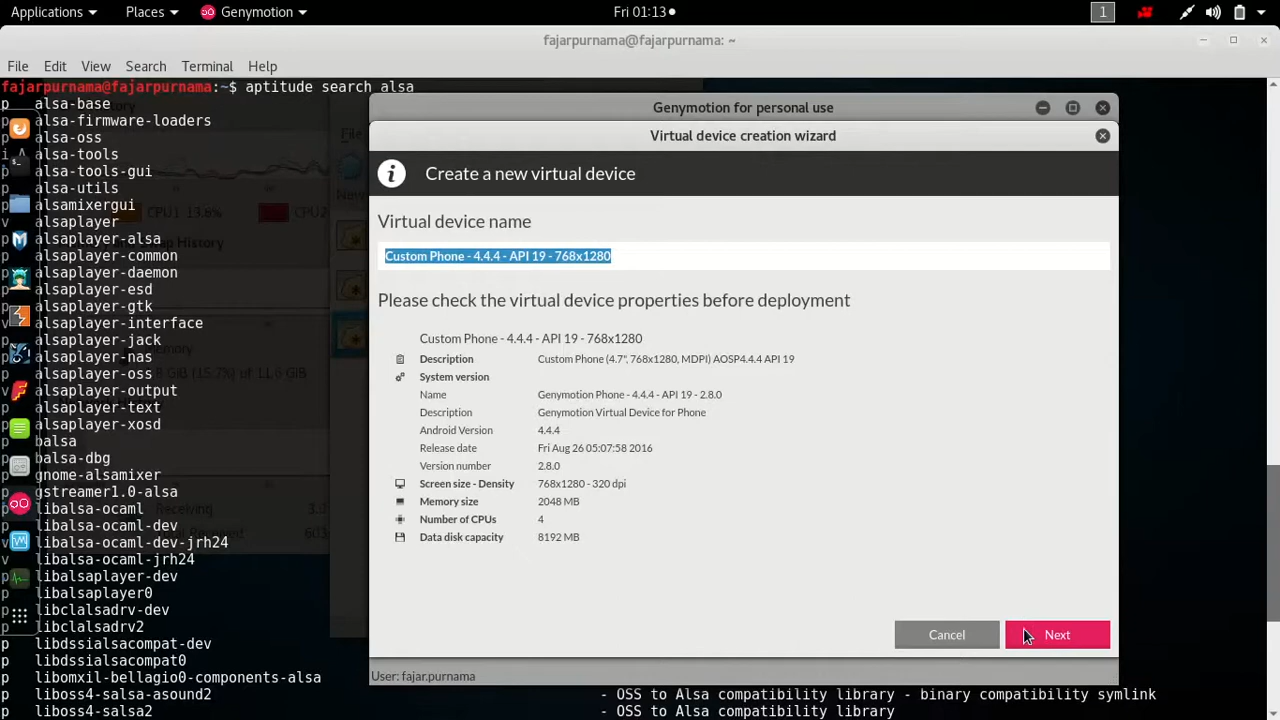 Applications Places Genymotion Fri 01:13 1
fajarpurnama@fajarpurnama: ~
File Edit View Search Terminal Help
fajarpurnama@fajarpurnama:~$ aptitude search alsa
p alsa-base
p alsa-firmware-loaders
p alsa-oss
i alsa-tools
p alsa-tools-gui
p alsa-utils
p alsamixergui
v alsaplayer
p alsaplayer-alsa
p alsaplayer-common
p alsaplayer-daemon
p alsaplayer-esd
p alsaplayer-gtk
v alsaplayer-interface
p alsaplayer-jack
p alsaplayer-nas
p alsaplayer-oss
v alsaplayer-output
p alsaplayer-text
p alsaplayer-xosd
p balsa
p balsa-dbg
p gnome-alsamixer
p gstreamer1.0-alsa
p libalsa-ocaml
p libalsa-ocaml-dev
v libalsa-ocaml-dev-jrh24
v libalsa-ocaml-jrh24
p libalsaplayer-dev
p libalsaplayer0
p libclalsadrv-dev
p libclalsadrv2
p libdssialsacompat-dev
p libdssialsacompat0
p libomxil-bellagio0-components-alsa
p liboss4-salsa-asound2 - OSS to Alsa compatibility library - binary compatibility symlink
p liboss4-salsa2 - OSS to Alsa compatibility library
CPU1 13.8% CPU2
Genymotion for personal use
Virtual device creation wizard
Create a new virtual device
Virtual device name
Custom Phone - 4.4.4 - API 19 - 768x1280
Please check the virtual device properties before deployment
Custom Phone - 4.4.4 - API 19 - 768x1280
Description Custom Phone (4.7", 768x1280, MDPI) AOSP4.4.4 API 19
System version
Name Genymotion Phone - 4.4.4 - API 19 - 2.8.0
Description Genymotion Virtual Device for Phone
Android Version 4.4.4
Release date Fri Aug 26 05:07:58 2016
Version number 2.8.0
Screen size - Density 768x1280 - 320 dpi
Memory size 2048 MB
Number of CPUs 4
Data disk capacity 8192 MB
Cancel Next
User: fajar.purnama